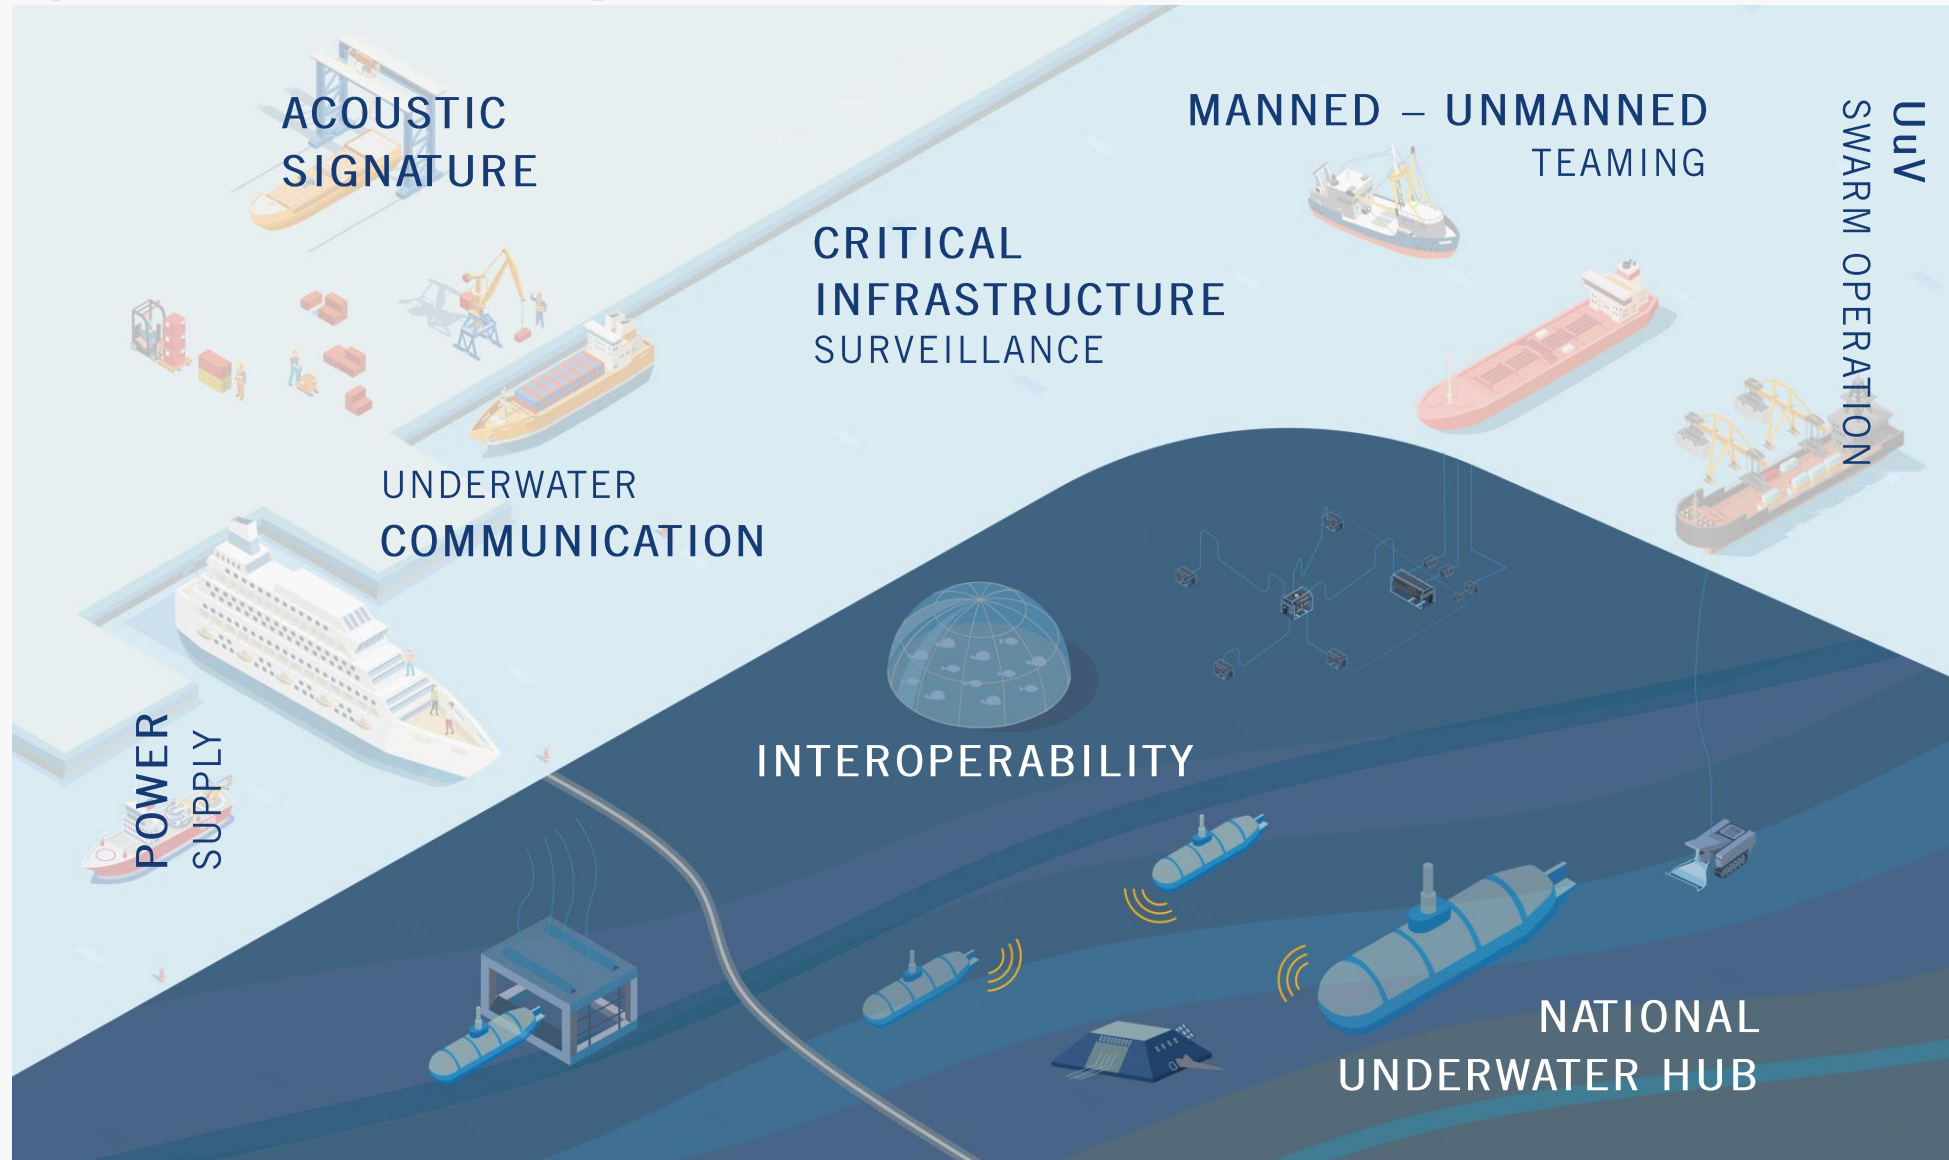 ACOUSTIC
SIGNATURE
MANNED – UNMANNED
TEAMING
UuV
SWARM OPERATION
CRITICAL
INFRASTRUCTURE
SURVEILLANCE
UNDERWATER
COMMUNICATION
POWER
SUPPLY
INTEROPERABILITY
NATIONAL
UNDERWATER HUB